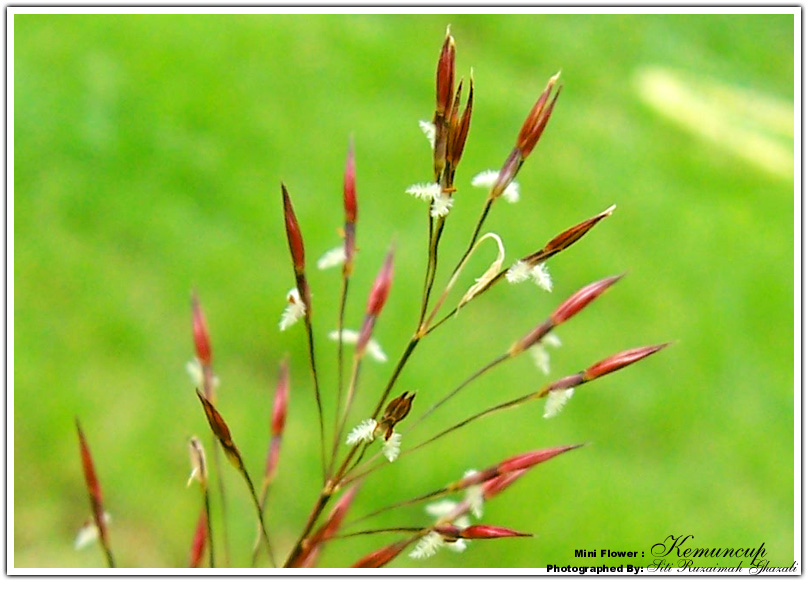 Mini Flower : Kemuncup
Photographed By: Siti Ruzaimah Ghazali